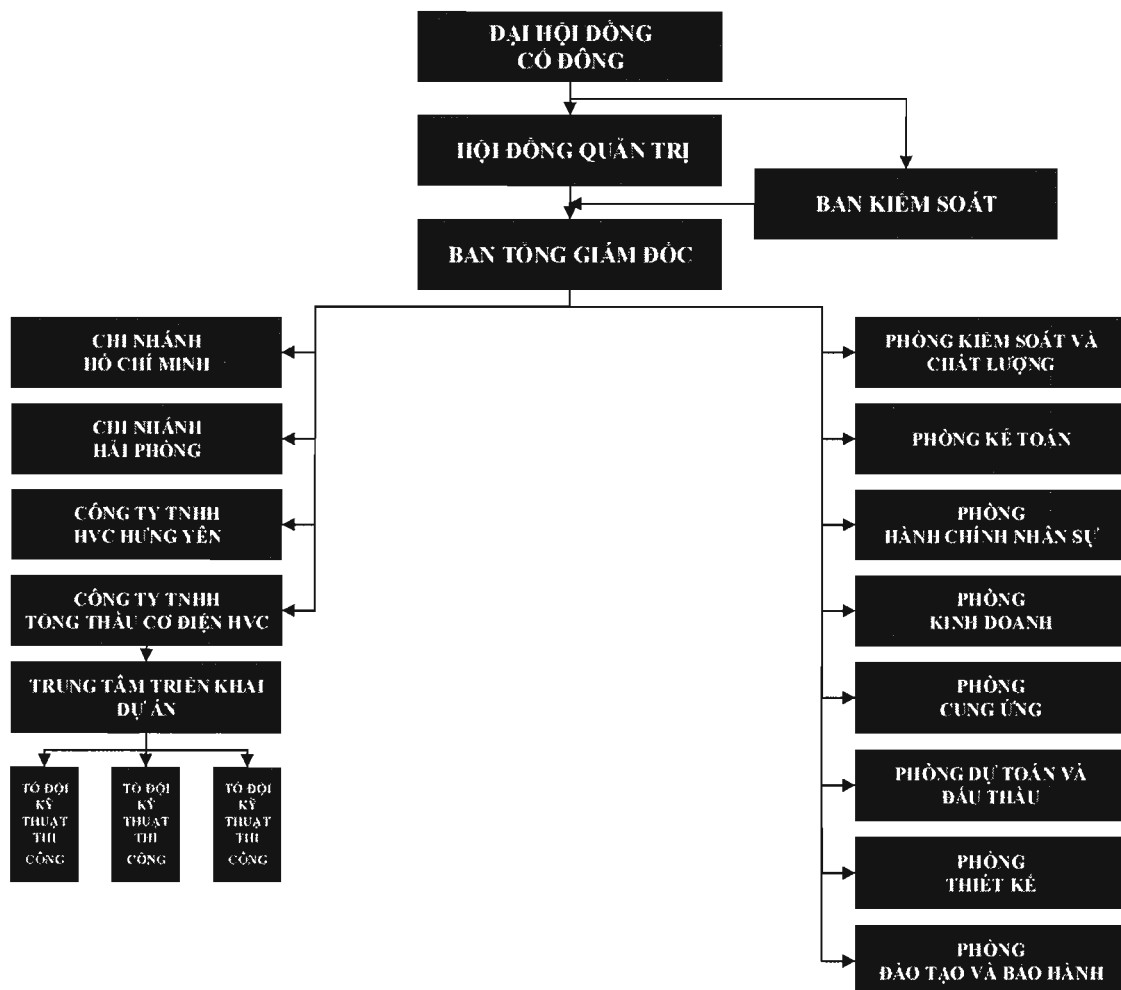 ĐẠI HỘI ĐỒNG
CỔ ĐÔNG
HỘI ĐỒNG QUẢN TRỊ
BAN KIỂM SOÁT
BAN TỔNG GIÁM ĐỐC
CHI NHÁNH
HỒ CHÍ MINH
CHI NHÁNH
HẢI PHÒNG
CÔNG TY TNHH
HVC HƯNG YÊN
CÔNG TY TNHH
TỔNG THẦU CƠ ĐIỆN HVC
TRUNG TÂM TRIỂN KHAI
DỰ ÁN
TỔ ĐỘI
KỸ
THUẬT
THI
CÔNG
TỔ ĐỘI
KỸ
THUẬT
THI
CÔNG
TỔ ĐỘI
KỸ
THUẬT
THI
CÔNG
PHÒNG KIỂM SOÁT VÀ
CHẤT LƯỢNG
PHÒNG KẾ TOÁN
PHÒNG
HÀNH CHÍNH NHÂN SỰ
PHÒNG
KINH DOANH
PHÒNG
CUNG ỨNG
PHÒNG DỰ TOÁN VÀ
ĐẤU THẦU
PHÒNG
THIẾT KẾ
PHÒNG
ĐÀO TẠO VÀ BẢO HÀNH